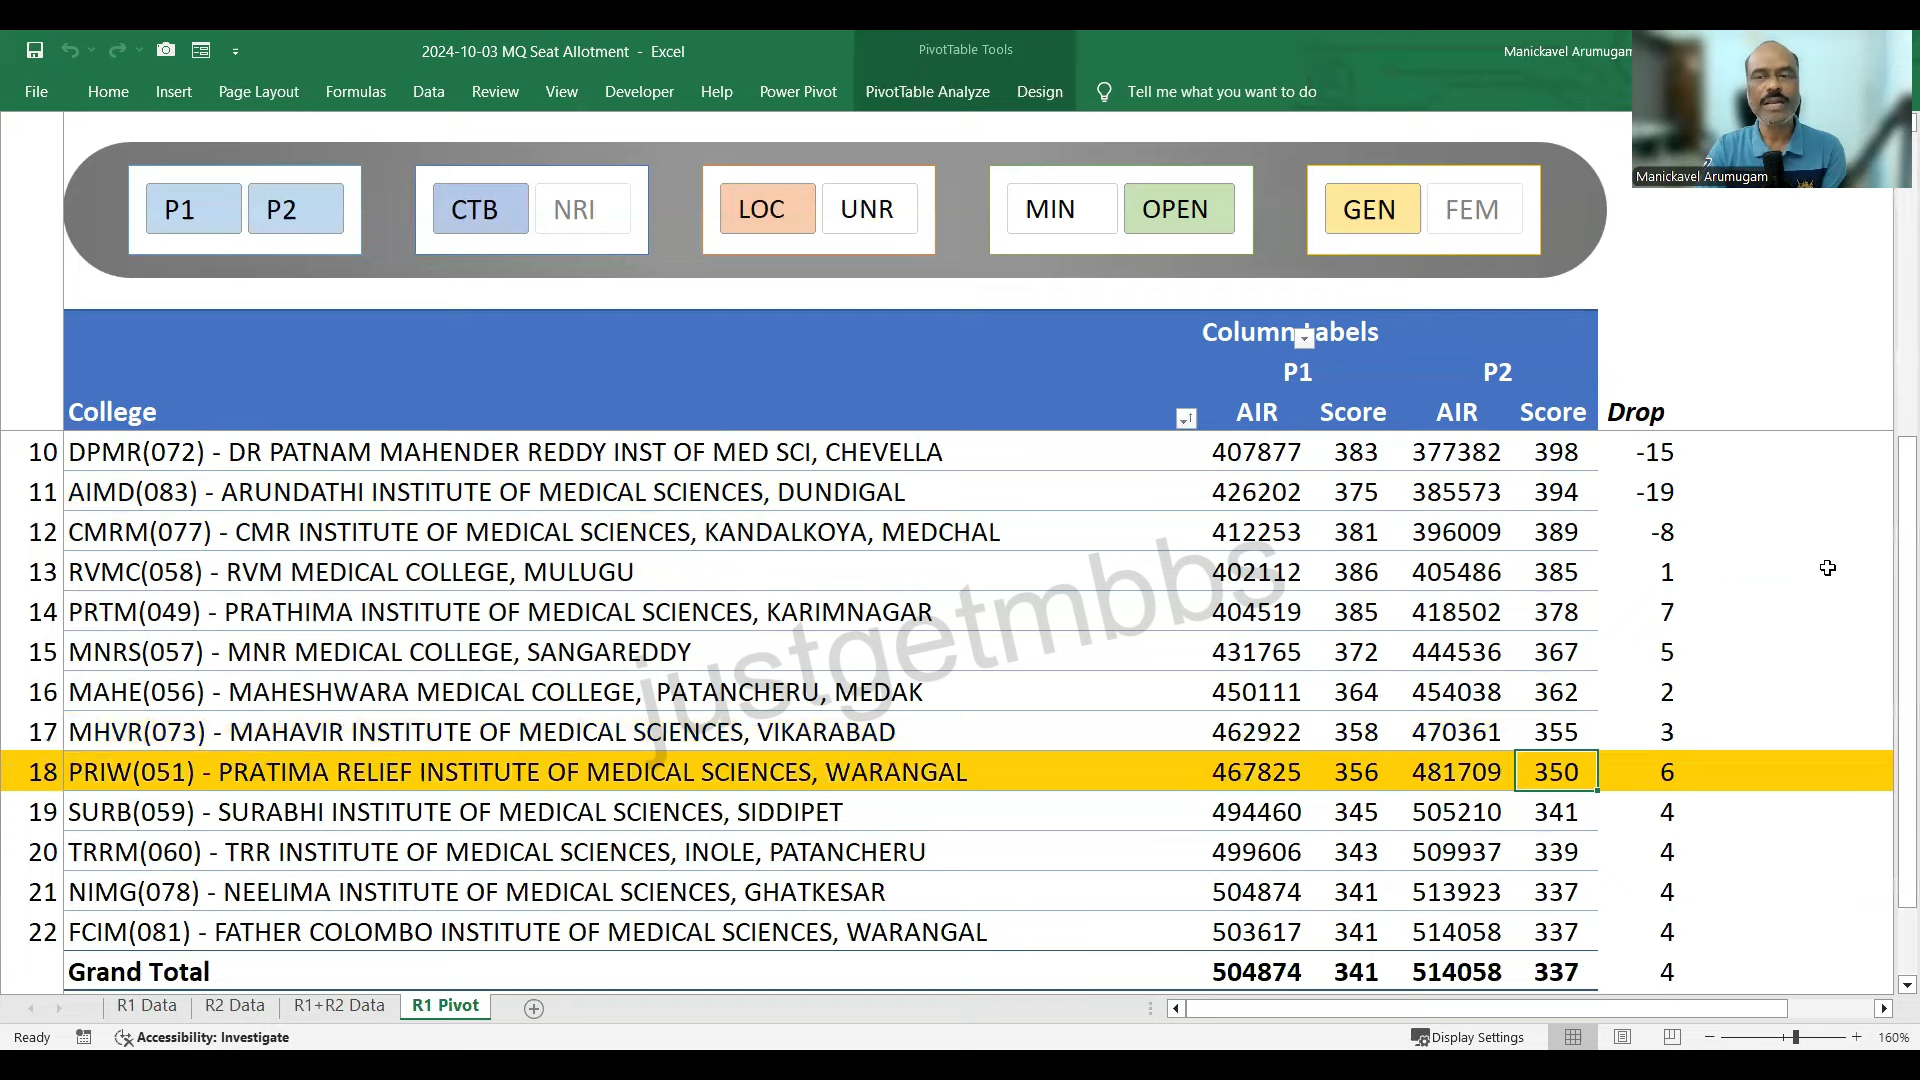 2024-10-03 MQ Seat Allotment - Excel
PivotTable Tools
Manickavel Arumugam
File Home Insert Page Layout Formulas Data Review View Developer Help Power Pivot PivotTable Analyze Design Tell me what you want to do
Manickavel Arumugam
P1 P2 CTB NRI LOC UNR MIN OPEN GEN FEM
Column Labels
P1 P2
College AIR Score AIR Score Drop
10 DPMR(072) - DR PATNAM MAHENDER REDDY INST OF MED SCI, CHEVELLA 407877 383 377382 398 -15
11 AIMD(083) - ARUNDATHI INSTITUTE OF MEDICAL SCIENCES, DUNDIGAL 426202 375 385573 394 -19
12 CMRM(077) - CMR INSTITUTE OF MEDICAL SCIENCES, KANDALKOYA, MEDCHAL 412253 381 396009 389 -8
13 RVMC(058) - RVM MEDICAL COLLEGE, MULUGU 402112 386 405486 385 1
14 PRTM(049) - PRATHIMA INSTITUTE OF MEDICAL SCIENCES, KARIMNAGAR 404519 385 418502 378 7
15 MNRS(057) - MNR MEDICAL COLLEGE, SANGAREDDY 431765 372 444536 367 5
16 MAHE(056) - MAHESHWARA MEDICAL COLLEGE, PATANCHERU, MEDAK 450111 364 454038 362 2
17 MHVR(073) - MAHAVIR INSTITUTE OF MEDICAL SCIENCES, VIKARABAD 462922 358 470361 355 3
18 PRIW(051) - PRATIMA RELIEF INSTITUTE OF MEDICAL SCIENCES, WARANGAL 467825 356 481709 350 6
19 SURB(059) - SURABHI INSTITUTE OF MEDICAL SCIENCES, SIDDIPET 494460 345 505210 341 4
20 TRRM(060) - TRR INSTITUTE OF MEDICAL SCIENCES, INOLE, PATANCHERU 499606 343 509937 339 4
21 NIMG(078) - NEELIMA INSTITUTE OF MEDICAL SCIENCES, GHATKESAR 504874 341 513923 337 4
22 FCIM(081) - FATHER COLOMBO INSTITUTE OF MEDICAL SCIENCES, WARANGAL 503617 341 514058 337 4
Grand Total 504874 341 514058 337 4
justgetmbbs
R1 Data R2 Data R1+R2 Data R1 Pivot
Ready Accessibility: Investigate Display Settings 160%